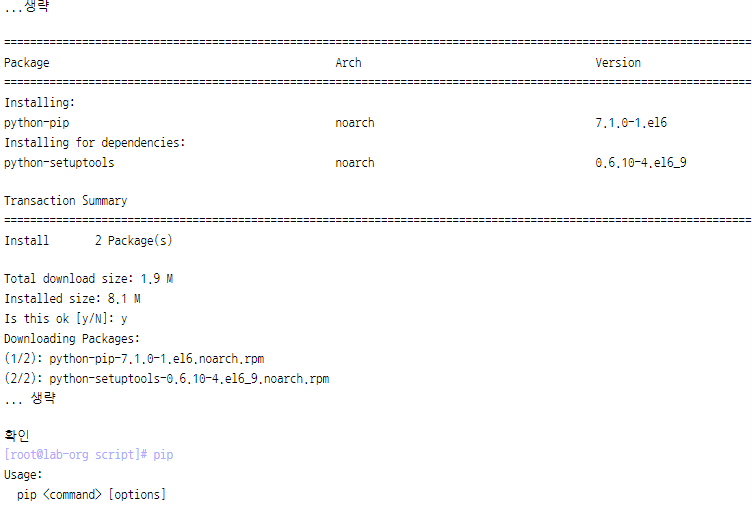 ...생략
====================================================================================================================
Package Arch Version
====================================================================================================================
Installing:
python-pip noarch 7.1.0-1.el6
Installing for dependencies:
python-setuptools noarch 0.6.10-4.el6_9
Transaction Summary
====================================================================================================================
Install 2 Package(s)
Total download size: 1.9 M
Installed size: 8.1 M
Is this ok [y/N]: y
Downloading Packages:
(1/2): python-pip-7.1.0-1.el6.noarch.rpm
(2/2): python-setuptools-0.6.10-4.el6_9.noarch.rpm
... 생략
확인
[root@lab-org script]# pip
Usage:
pip <command> [options]